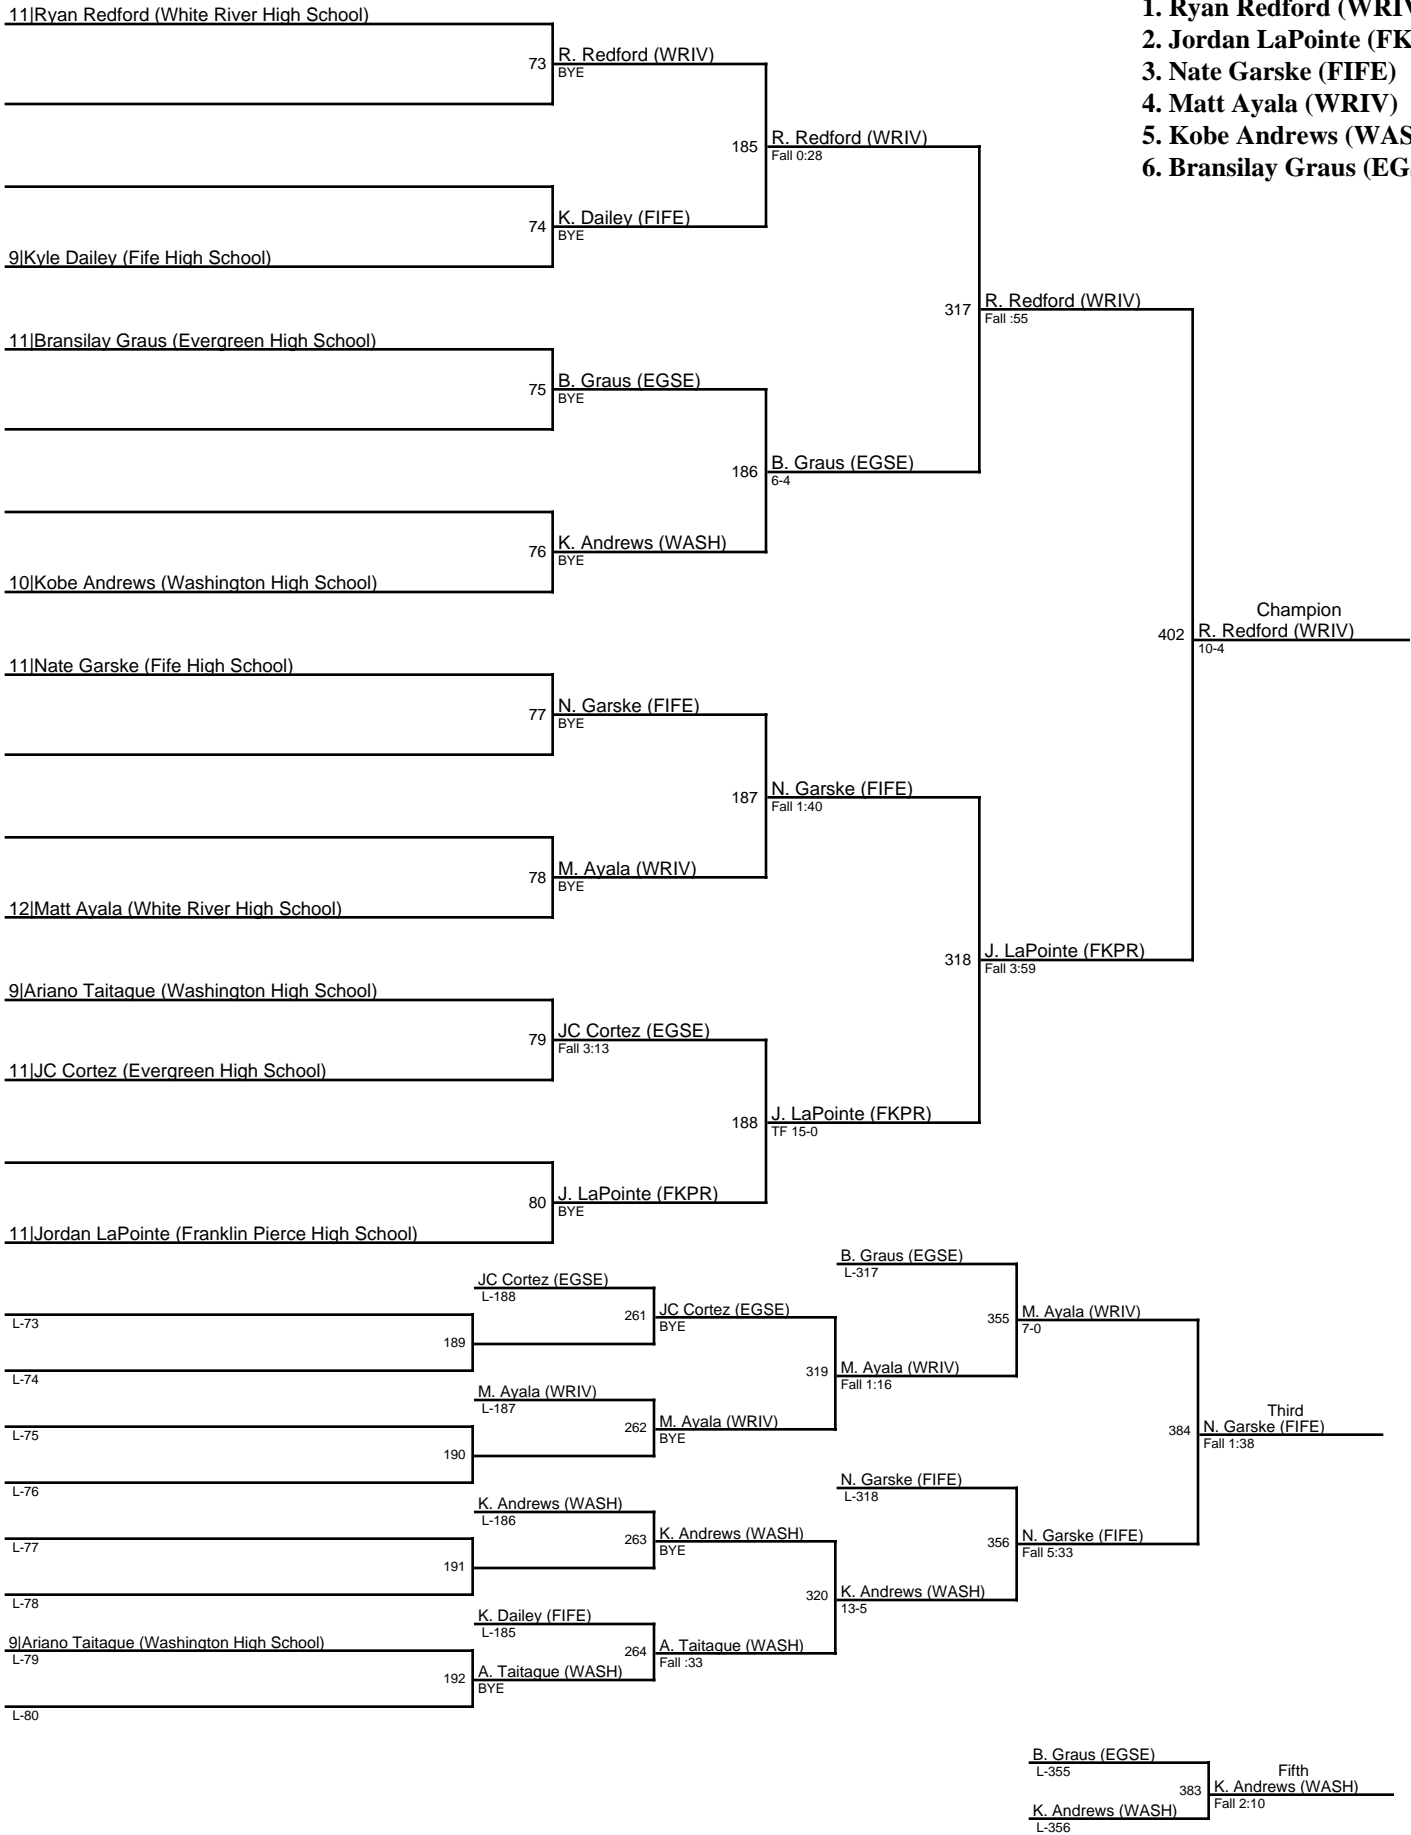 1. Ryan Redford (WRIV
2. Jordan LaPointe (FK
3. Nate Garske (FIFE)
4. Matt Ayala (WRIV)
5. Kobe Andrews (WAS
6. Bransilay Graus (EG
11|Ryan Redford (White River High School)
73
R. Redford (WRIV)
BYE
185
R. Redford (WRIV)
Fall 0:28
74
K. Dailey (FIFE)
BYE
9|Kyle Dailey (Fife High School)
317
R. Redford (WRIV)
Fall :55
11|Bransilay Graus (Evergreen High School)
75
B. Graus (EGSE)
BYE
186
B. Graus (EGSE)
6-4
76
K. Andrews (WASH)
BYE
10|Kobe Andrews (Washington High School)
Champion
402
R. Redford (WRIV)
10-4
11|Nate Garske (Fife High School)
77
N. Garske (FIFE)
BYE
187
N. Garske (FIFE)
Fall 1:40
78
M. Ayala (WRIV)
BYE
12|Matt Ayala (White River High School)
318
J. LaPointe (FKPR)
Fall 3:59
9|Ariano Taitague (Washington High School)
79
JC Cortez (EGSE)
Fall 3:13
11|JC Cortez (Evergreen High School)
188
J. LaPointe (FKPR)
TF 15-0
80
J. LaPointe (FKPR)
BYE
11|Jordan LaPointe (Franklin Pierce High School)
B. Graus (EGSE)
L-317
JC Cortez (EGSE)
L-188
L-73
189
L-74
261
JC Cortez (EGSE)
BYE
355
M. Ayala (WRIV)
7-0
319
M. Ayala (WRIV)
Fall 1:16
M. Ayala (WRIV)
L-187
L-75
190
L-76
262
M. Ayala (WRIV)
BYE
Third
384
N. Garske (FIFE)
Fall 1:38
N. Garske (FIFE)
L-318
K. Andrews (WASH)
L-186
L-77
191
L-78
263
K. Andrews (WASH)
BYE
356
N. Garske (FIFE)
Fall 5:33
320
K. Andrews (WASH)
13-5
K. Dailey (FIFE)
L-185
9|Ariano Taitague (Washington High School)
L-79
264
A. Taitague (WASH)
Fall :33
192
A. Taitague (WASH)
BYE
L-80
B. Graus (EGSE)
L-355
Fifth
383
K. Andrews (WASH)
Fall 2:10
K. Andrews (WASH)
L-356